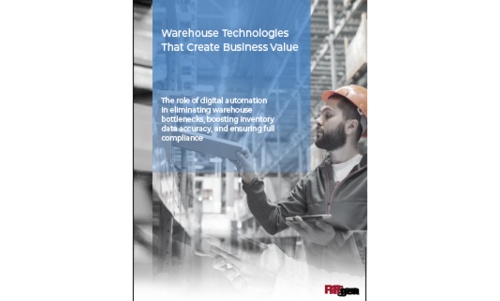 Warehouse Technologies
That Create Business Value
The role of digital automation
in eliminating warehouse
bottlenecks, boosting inventory
data accuracy, and ensuring full
compliance